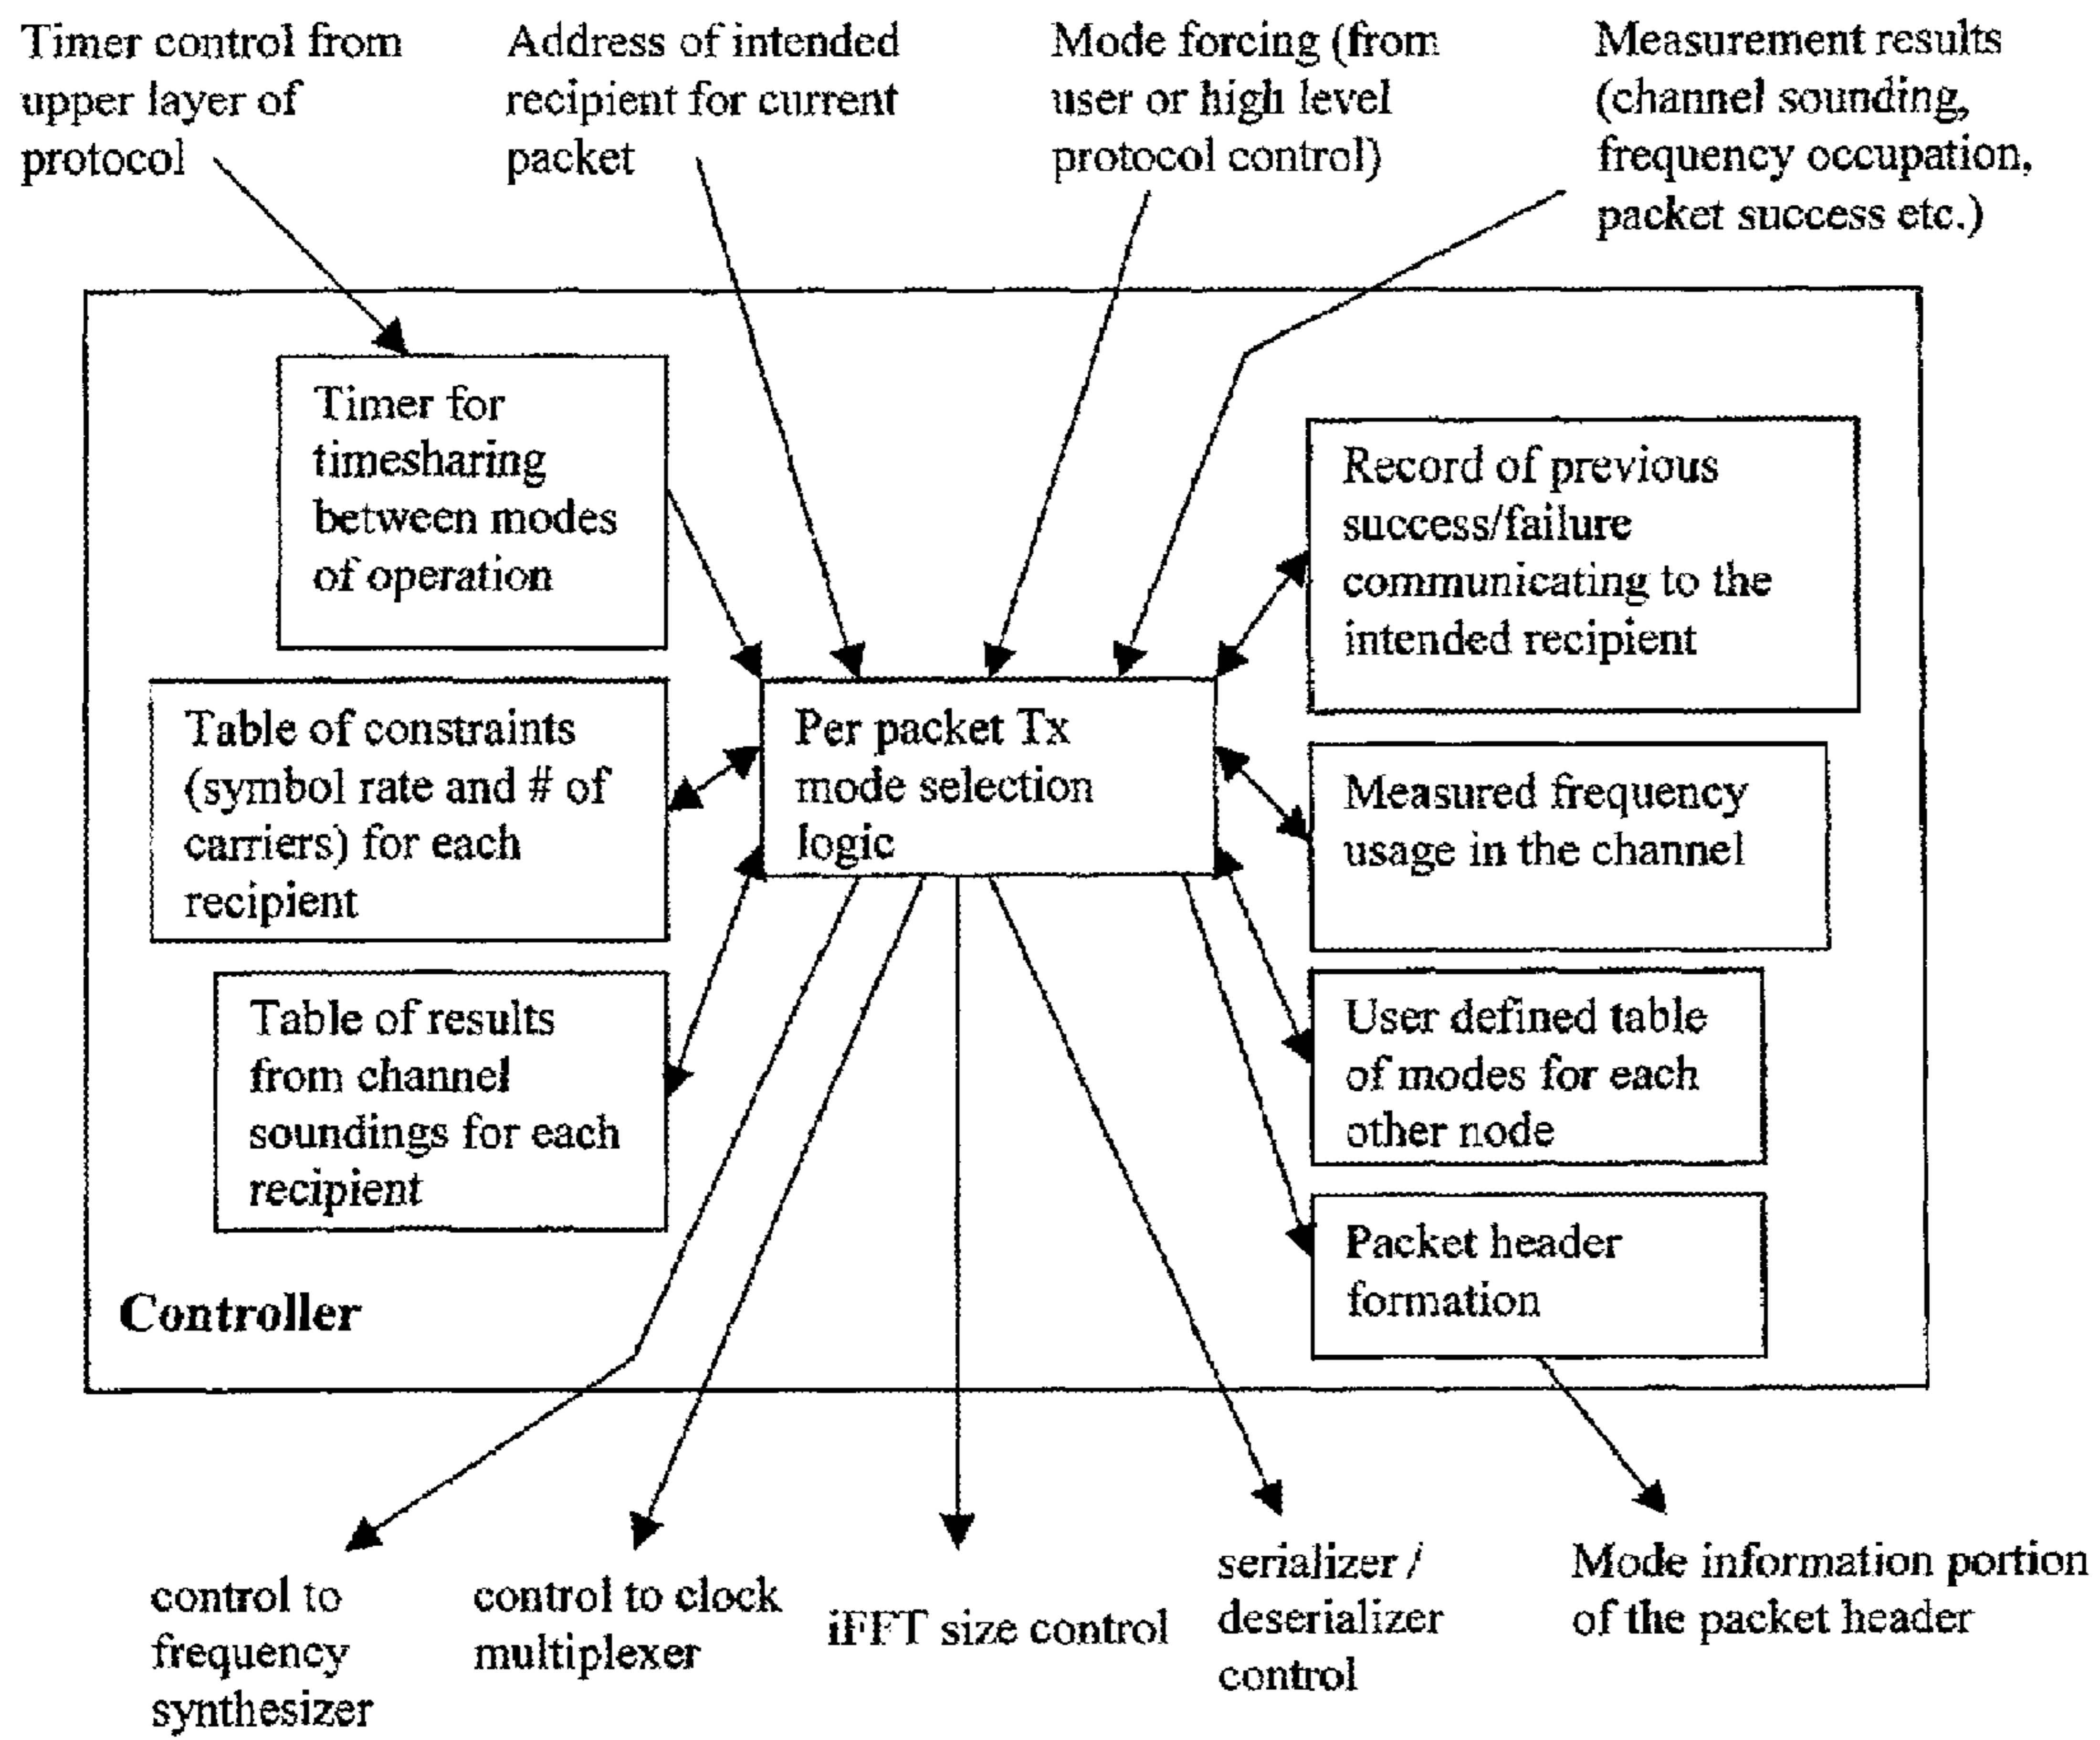 Timer control from
upper layer of
protocol
Address of intended
recipient for current
packet
Mode forcing (from
user or high level
protocol control)
Measurement results
(channel sounding,
frequency occupation,
packet success etc.)
Timer for
timesharing
between modes
of operation
Record of previous
success/failure
communicating to the
intended recipient
Table of constraints
(symbol rate and # of
carriers) for each
recipient
Per packet Tx
mode selection
logic
Measured frequency
usage in the channel
Table of results
from channel
soundings for each
recipient
User defined table
of modes for each
other node
Packet header
formation
Controller
control to
frequency
synthesizer
control to clock
multiplexer
iFFT size control
serializer /
deserializer
control
Mode information portion
of the packet header